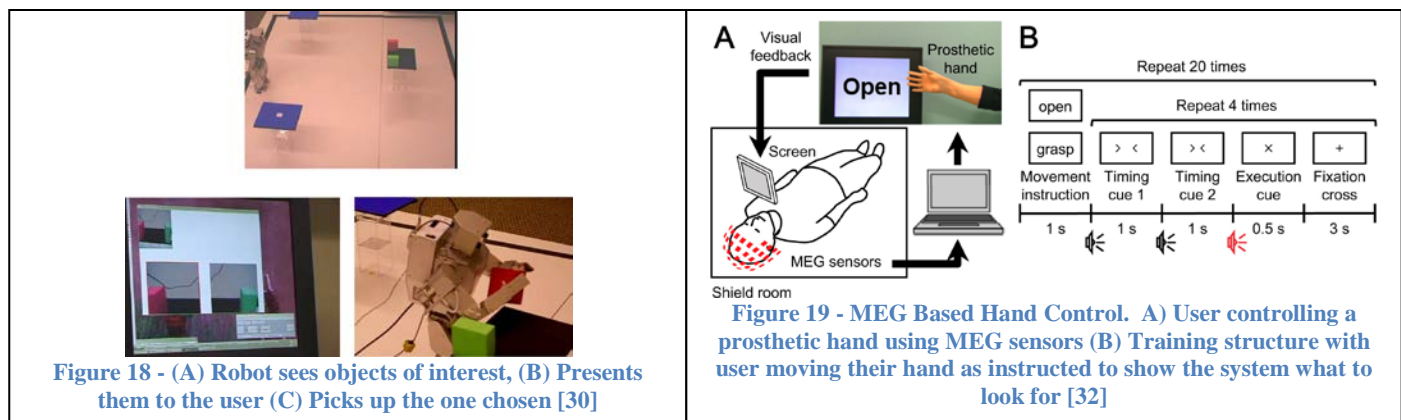 Figure 18 - (A) Robot sees objects of interest, (B) Presents
them to the user (C) Picks up the one chosen [30]
A
Visual
feedback
Prosthetic
hand
Open
Screen
MEG sensors
Shield room
B
Repeat 20 times
open
Repeat 4 times
grasp
> <
> <
×
+
Movement
instruction
Timing
cue 1
Timing
cue 2
Execution
cue
Fixation
cross
1 s
1 s
1 s
0.5 s
3 s
Figure 19 - MEG Based Hand Control. A) User controlling a
prosthetic hand using MEG sensors (B) Training structure with
user moving their hand as instructed to show the system what to
look for [32]